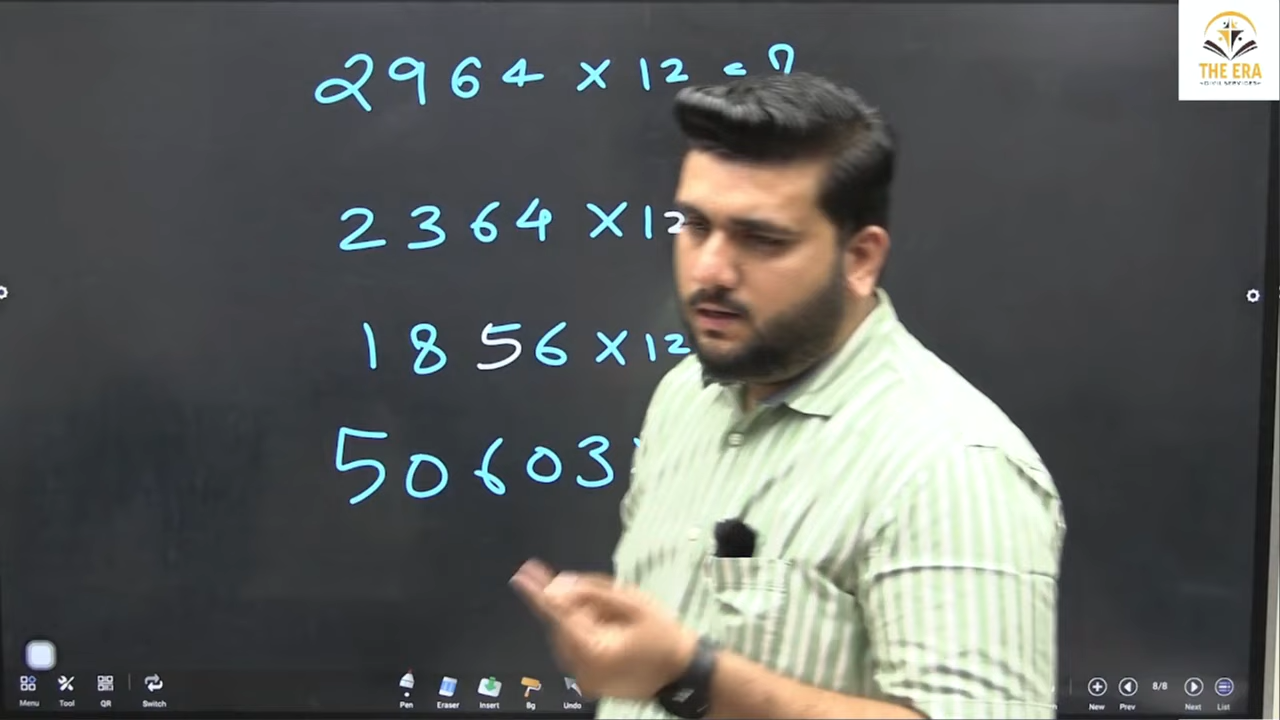 THE ERA
2964 × 12 = ?
2364 × 12
1856 × 12
50603
Menu Tool QR Switch Pen Eraser Insert Bg Undo New Prev 8/8 Next List